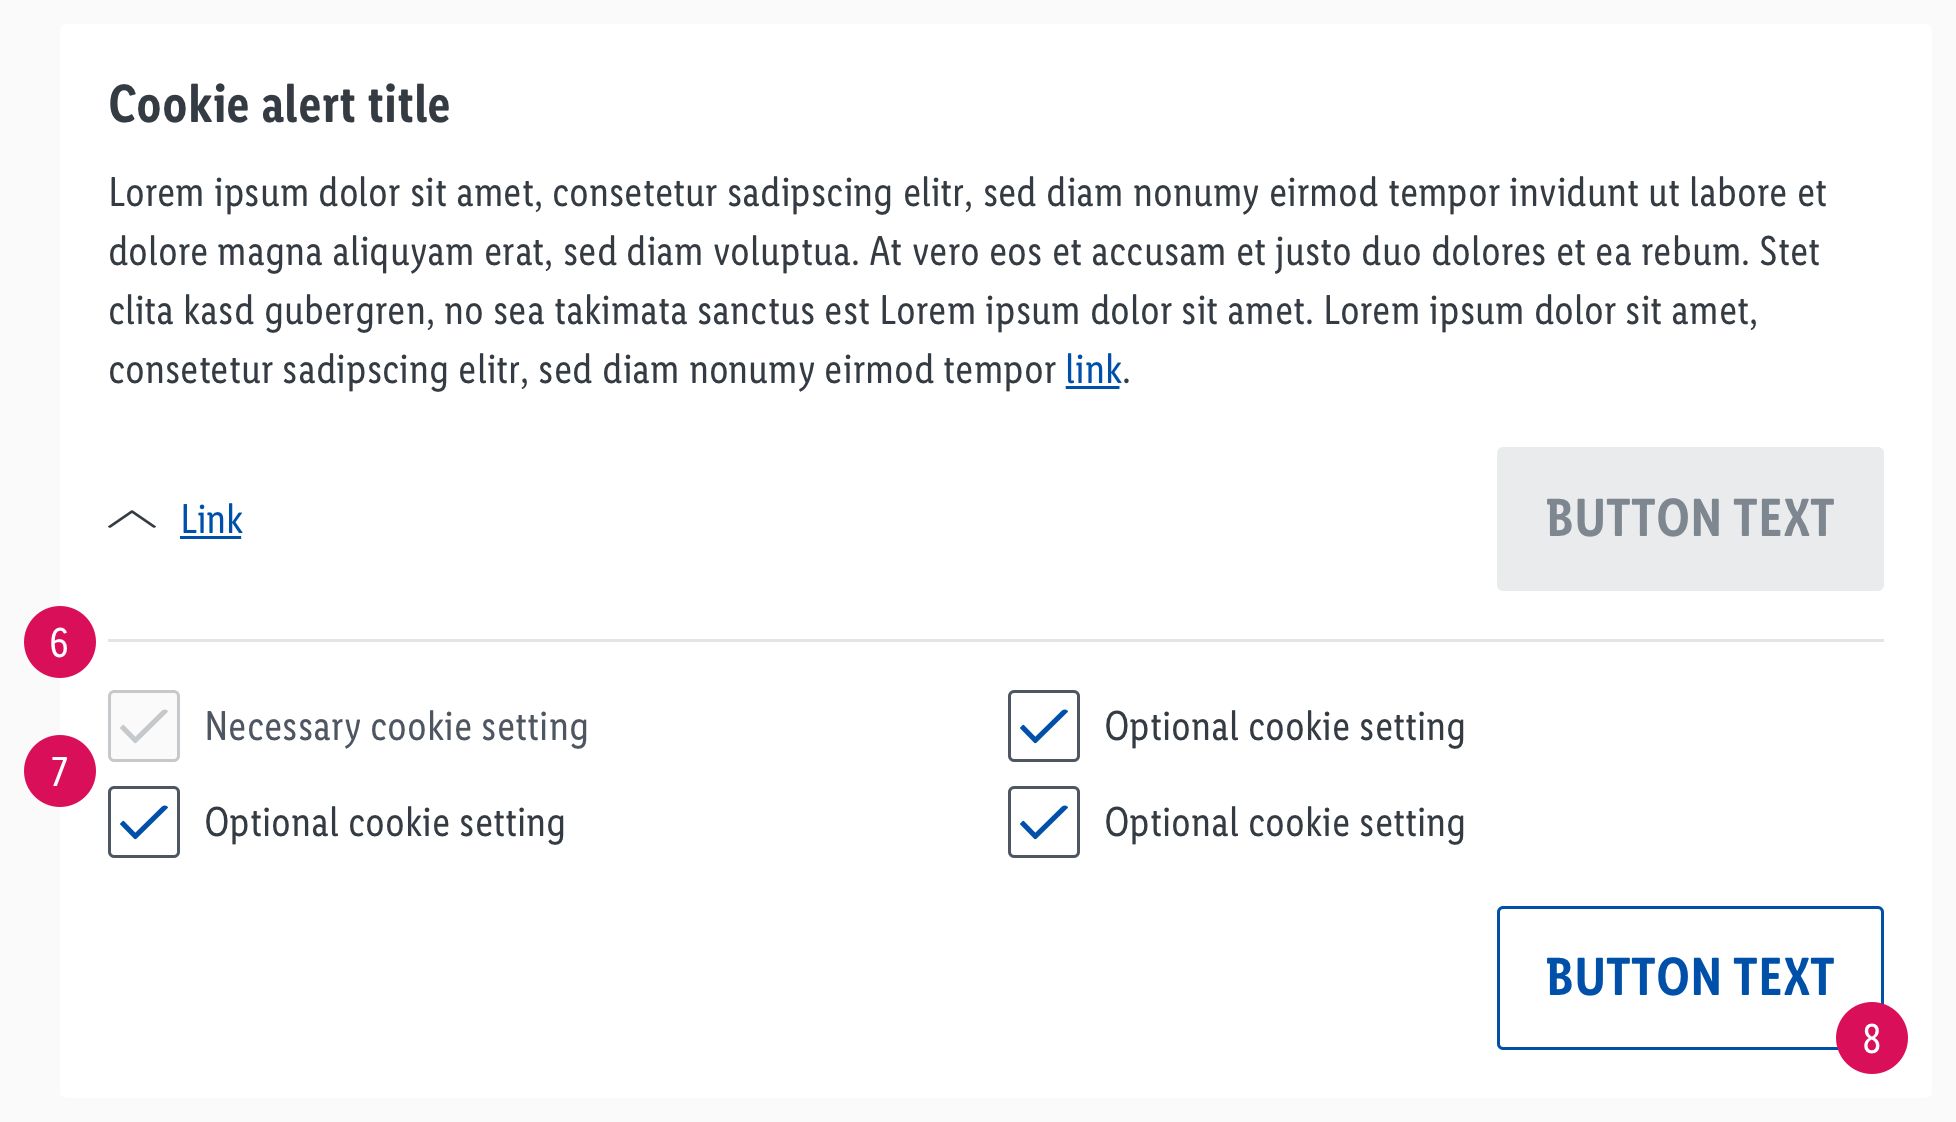 Cookie alert title
Lorem ipsum dolor sit amet, consetetur sadipscing elitr, sed diam nonumy eirmod tempor invidunt ut labore et
dolore magna aliquyam erat, sed diam voluptua. At vero eos et accusam et justo duo dolores et ea rebum. Stet
clita kasd gubergren, no sea takimata sanctus est Lorem ipsum dolor sit amet. Lorem ipsum dolor sit amet,
consetetur sadipscing elitr, sed diam nonumy eirmod tempor link.
Link
BUTTON TEXT
6
Necessary cookie setting
Optional cookie setting
7
Optional cookie setting
Optional cookie setting
BUTTON TEXT
8